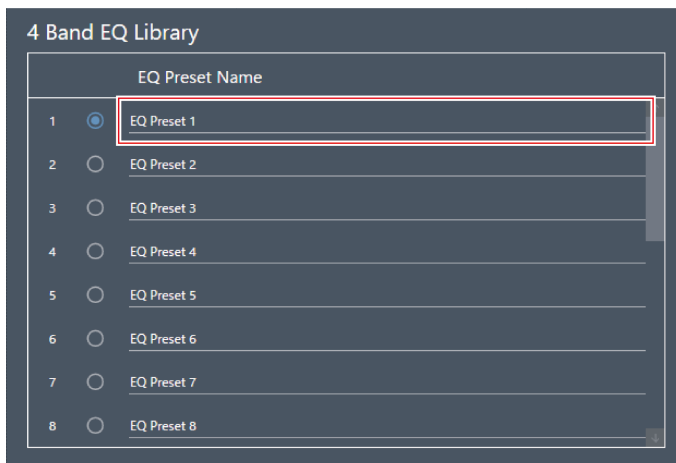 4 Band EQ Library
EQ Preset Name
1 EQ Preset 1
2 EQ Preset 2
3 EQ Preset 3
4 EQ Preset 4
5 EQ Preset 5
6 EQ Preset 6
7 EQ Preset 7
8 EQ Preset 8